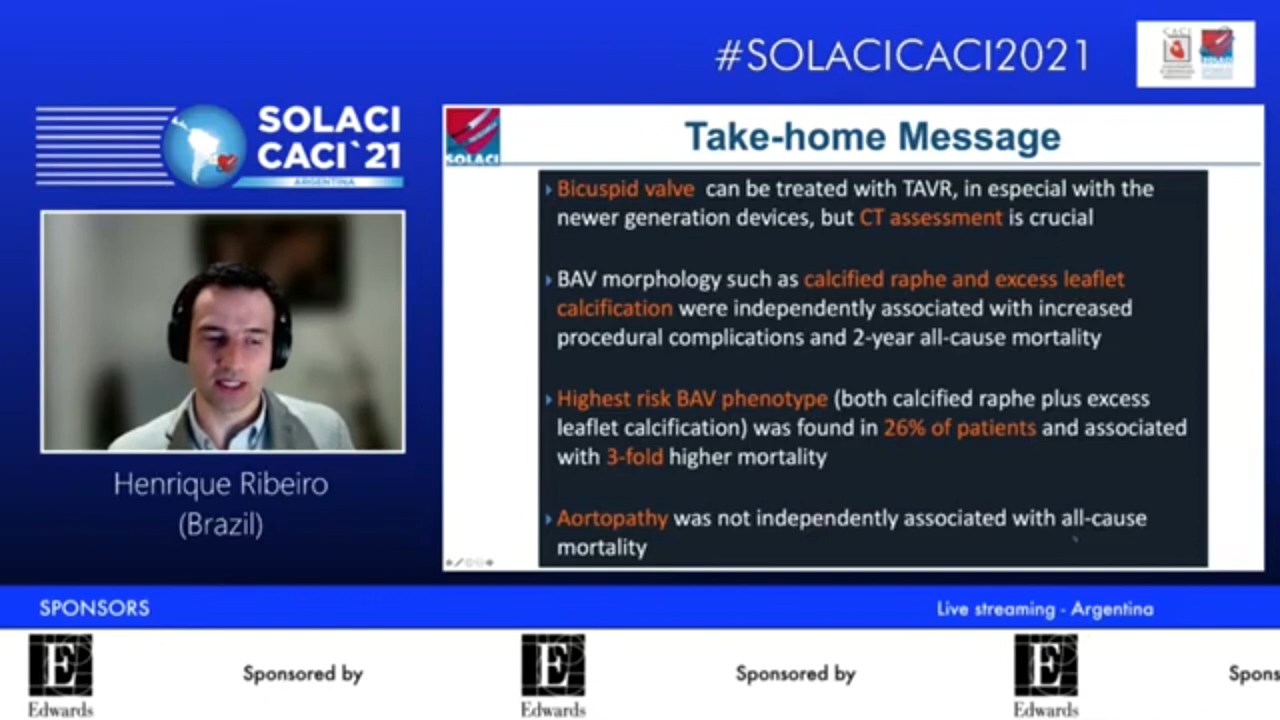 #SOLACICACI2021
SOLACI
CACI`21
ARGENTINA
SOLACI
Take-home Message
Bicuspid valve can be treated with TAVR, in especial with the
newer generation devices, but CT assessment is crucial
BAV morphology such as calcified raphe and excess leaflet
calcification were independently associated with increased
procedural complications and 2-year all-cause mortality
Highest risk BAV phenotype (both calcified raphe plus excess
leaflet calcification) was found in 26% of patients and associated
with 3-fold higher mortality
Aortopathy was not independently associated with all-cause
mortality
Henrique Ribeiro
(Brazil)
SPONSORS
Live streaming - Argentina
E
Edwards
Sponsored by
E
Edwards
Sponsored by
E
Edwards
Spons